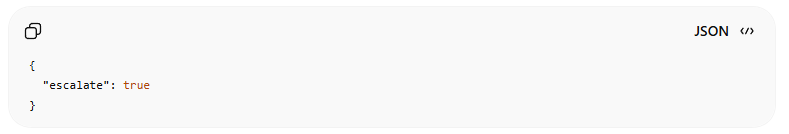 JSON </>
{
  "escalate": true
}